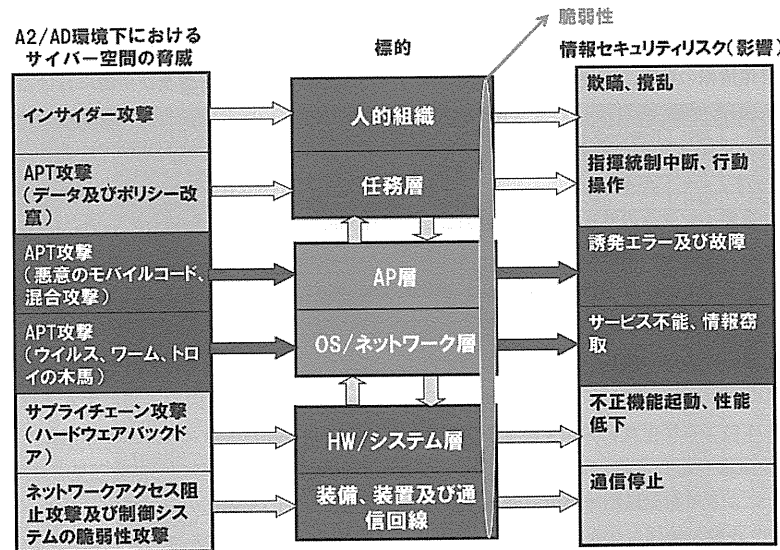 脆弱性
A2/AD環境下における
サイバー空間の脅威
標的
情報セキュリティリスク(影響)
インサイダー攻撃
人的組織
欺瞞、撹乱
APT攻撃
(データ及びポリシー改
竄)
任務層
指揮統制中断、行動
操作
APT攻撃
(悪意のモバイルコード、
混合攻撃)
AP層
誘発エラー及び故障
APT攻撃
(ウイルス、ワーム、トロ
イの木馬)
OS/ネットワーク層
サービス不能、情報窃
取
サプライチェーン攻撃
(ハードウェアバックド
ア)
HW/システム層
不正機能起動、性能
低下
ネットワークアクセス阻
止攻撃及び制御シス
テムの脆弱性攻撃
装備、装置及び通
信回線
通信停止